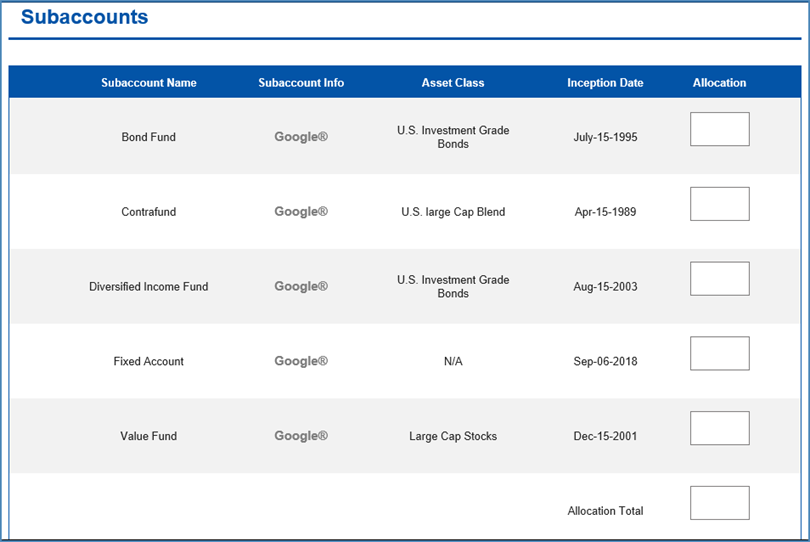 Subaccounts
Subaccount Name Subaccount Info Asset Class Inception Date Allocation
Bond Fund Google® U.S. Investment Grade Bonds July-15-1995
Contrafund Google® U.S. large Cap Blend Apr-15-1989
Diversified Income Fund Google® U.S. Investment Grade Bonds Aug-15-2003
Fixed Account Google® N/A Sep-06-2018
Value Fund Google® Large Cap Stocks Dec-15-2001
Allocation Total